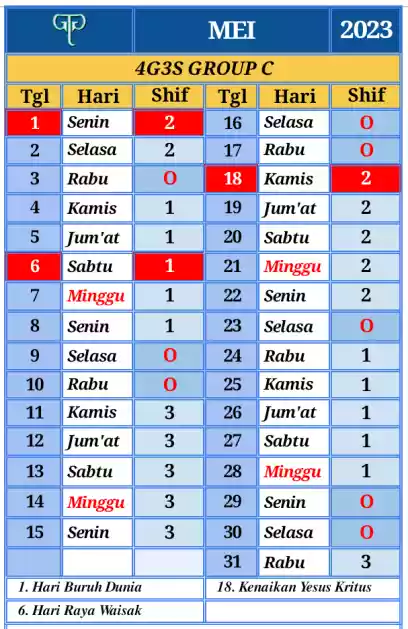 GTP MEI 2023
4G3S GROUP C
Tgl Hari Shif Tgl Hari Shif
1 Senin 2 16 Selasa O
2 Selasa 2 17 Rabu O
3 Rabu O 18 Kamis 2
4 Kamis 1 19 Jum'at 2
5 Jum'at 1 20 Sabtu 2
6 Sabtu 1 21 Minggu 2
7 Minggu 1 22 Senin 2
8 Senin 1 23 Selasa O
9 Selasa O 24 Rabu 1
10 Rabu O 25 Kamis 1
11 Kamis 3 26 Jum'at 1
12 Jum'at 3 27 Sabtu 1
13 Sabtu 3 28 Minggu 1
14 Minggu 3 29 Senin O
15 Senin 3 30 Selasa O
31 Rabu 3
1. Hari Buruh Dunia 18. Kenaikan Yesus Kritus
6. Hari Raya Waisak